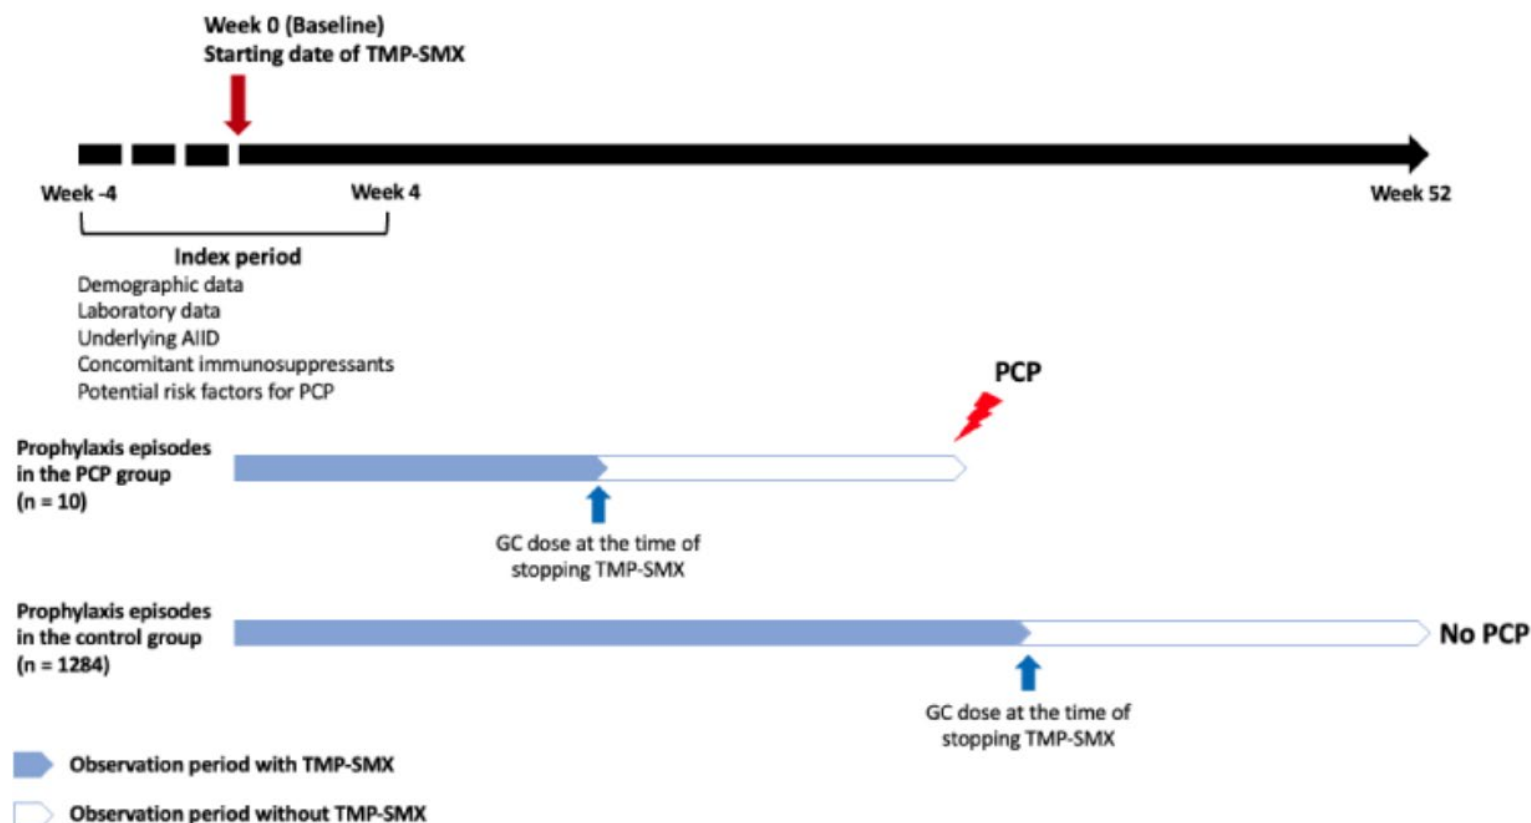 Week 0 (Baseline)
Starting date of TMP-SMX
Week -4
Week 4
Week 52
Index period
Demographic data
Laboratory data
Underlying AIID
Concomitant immunosuppressants
Potential risk factors for PCP
PCP
Prophylaxis episodes
in the PCP group
(n = 10)
GC dose at the time of
stopping TMP-SMX
Prophylaxis episodes
in the control group
(n = 1284)
No PCP
GC dose at the time of
stopping TMP-SMX
Observation period with TMP-SMX
Observation period without TMP-SMX